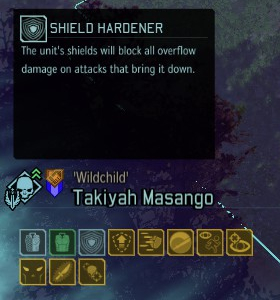 SHIELD HARDENER
The unit's shields will block all overflow
damage on attacks that bring it down.
'Wildchild'
Takiyah Masango